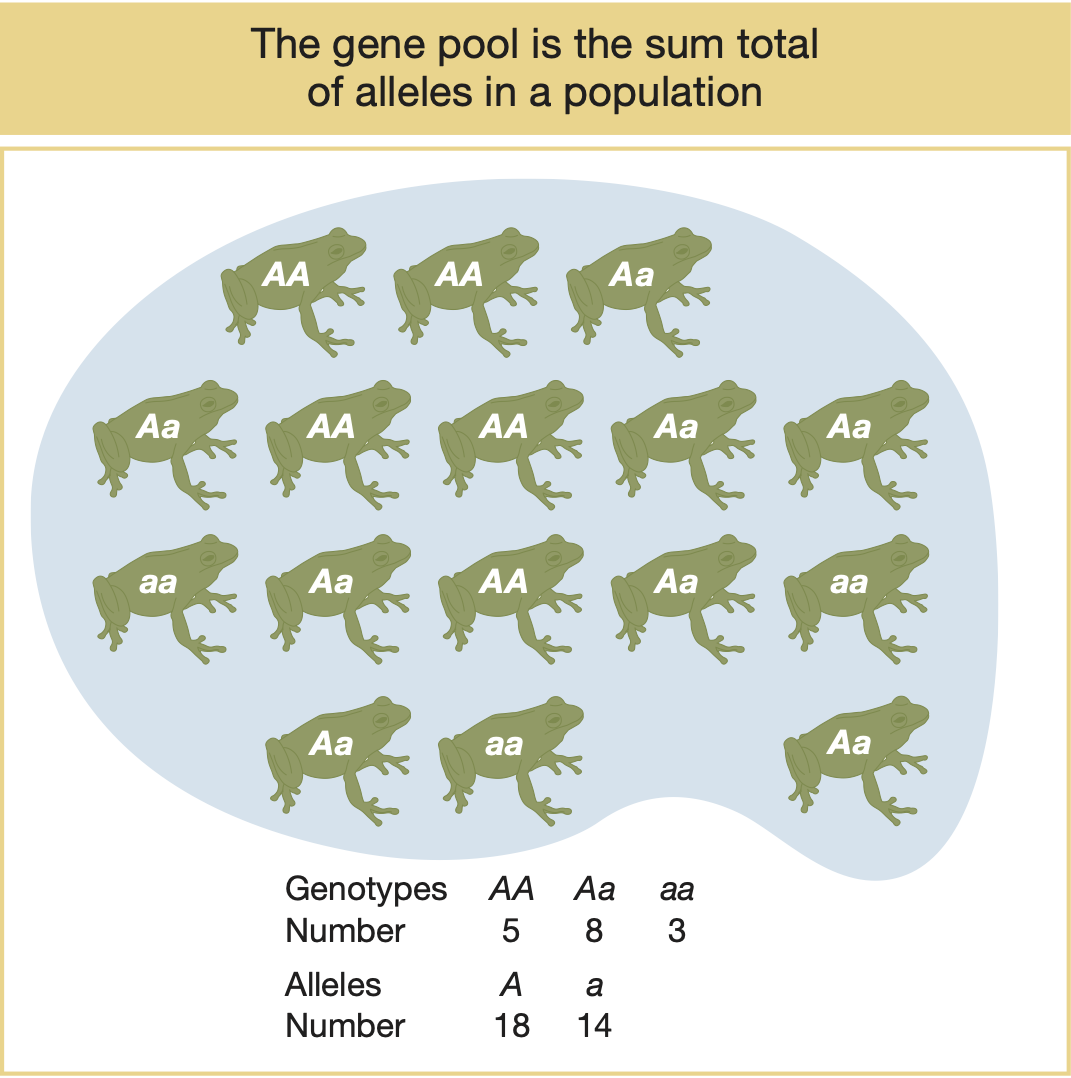 The gene pool is the sum total
of alleles in a population
AA AA Aa
Aa AA AA Aa Aa
aa Aa AA Aa aa
Aa aa Aa
Genotypes AA Aa aa
Number 5 8 3
Alleles A a
Number 18 14